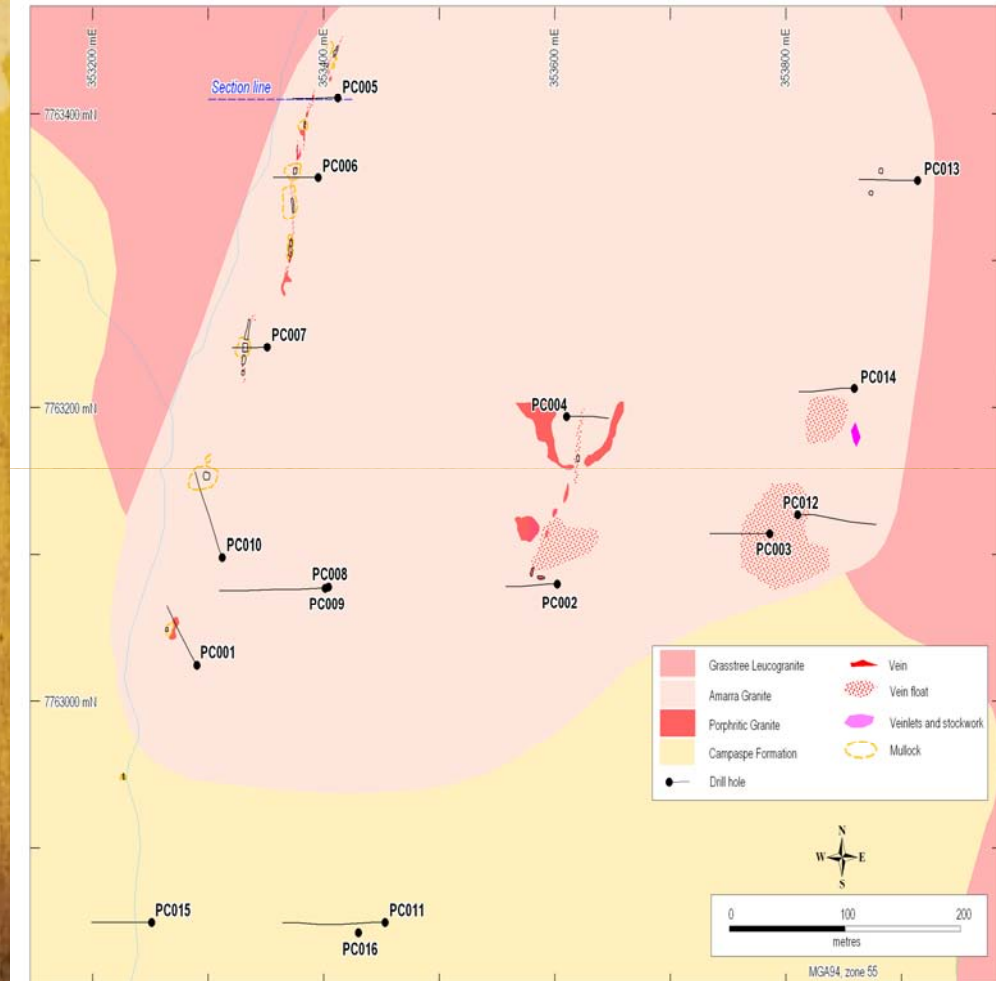 353200 mE
353400 mE
353600 mE
353800 mE
Section line
PC005
7763400 mN
PC006
PC013
PC007
PC014
7763200 mN
PC004
PC012
PC003
PC010
PC008
PC009
PC002
PC001
7763000 mN
Grasstree Leucogranite
Vein
Amarra Granite
Vein float
Porphritic Granite
Veinlets and stockwork
Campaspe Formation
Mullock
Drill hole
N
W E
S
PC015
PC011
PC016
0 100 200
metres
MGA94, zone 55